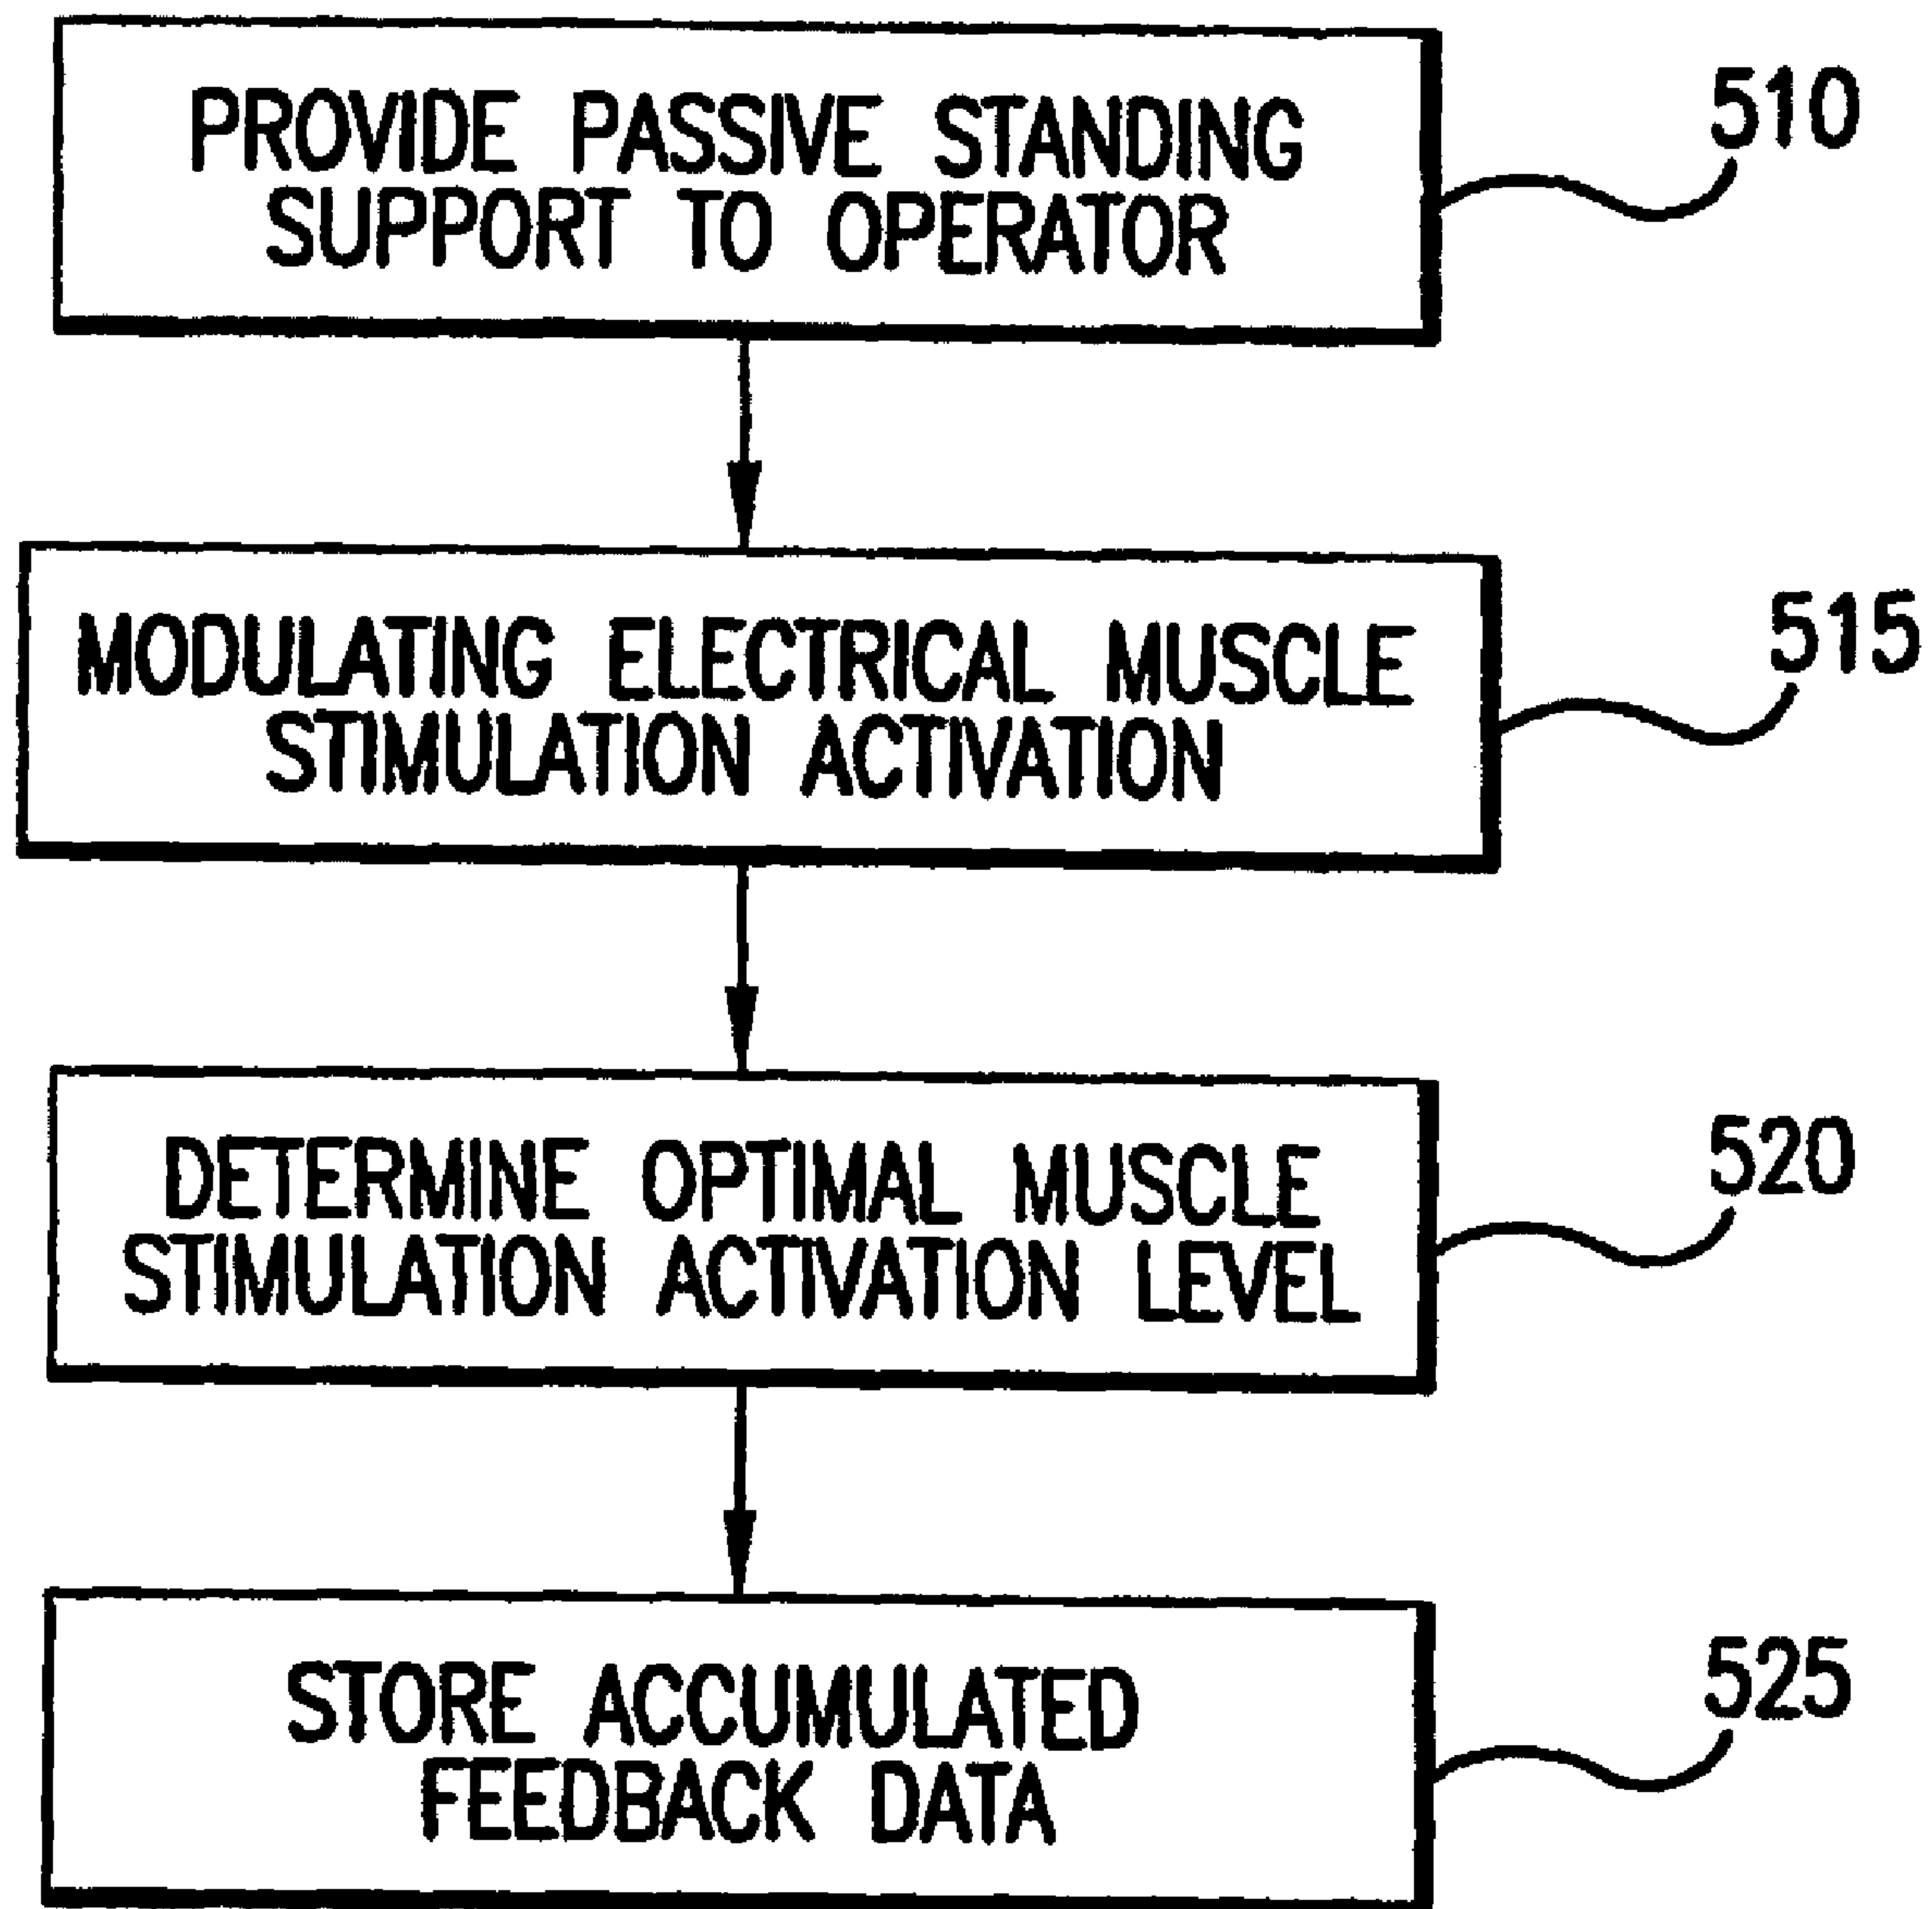 PROVIDE PASSIVE STANDING
SUPPORT TO OPERATOR
510
MODULATING ELECTRICAL MUSCLE
STIMULATION ACTIVATION
515
DETERMINE OPTIMAL MUSCLE
STIMULATION ACTIVATION LEVEL
520
STORE ACCUMULATED
FEEDBACK DATA
525